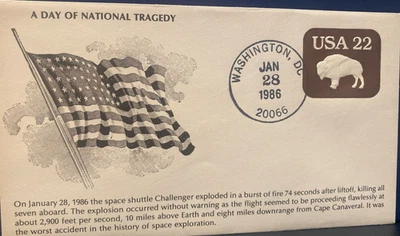 A DAY OF NATIONAL TRAGEDY
WASHINGTON, DC
JAN
28
1986
20066
USA 22
On January 28, 1986 the space shuttle Challenger exploded in a burst of fire 74 seconds after liftoff, killing all
seven aboard. The explosion occurred without warning as the flight seemed to be proceeding flawlessly at
about 2,900 feet per second, 10 miles above Earth and eight miles downrange from Cape Canaveral. It was
the worst accident in the history of space exploration.